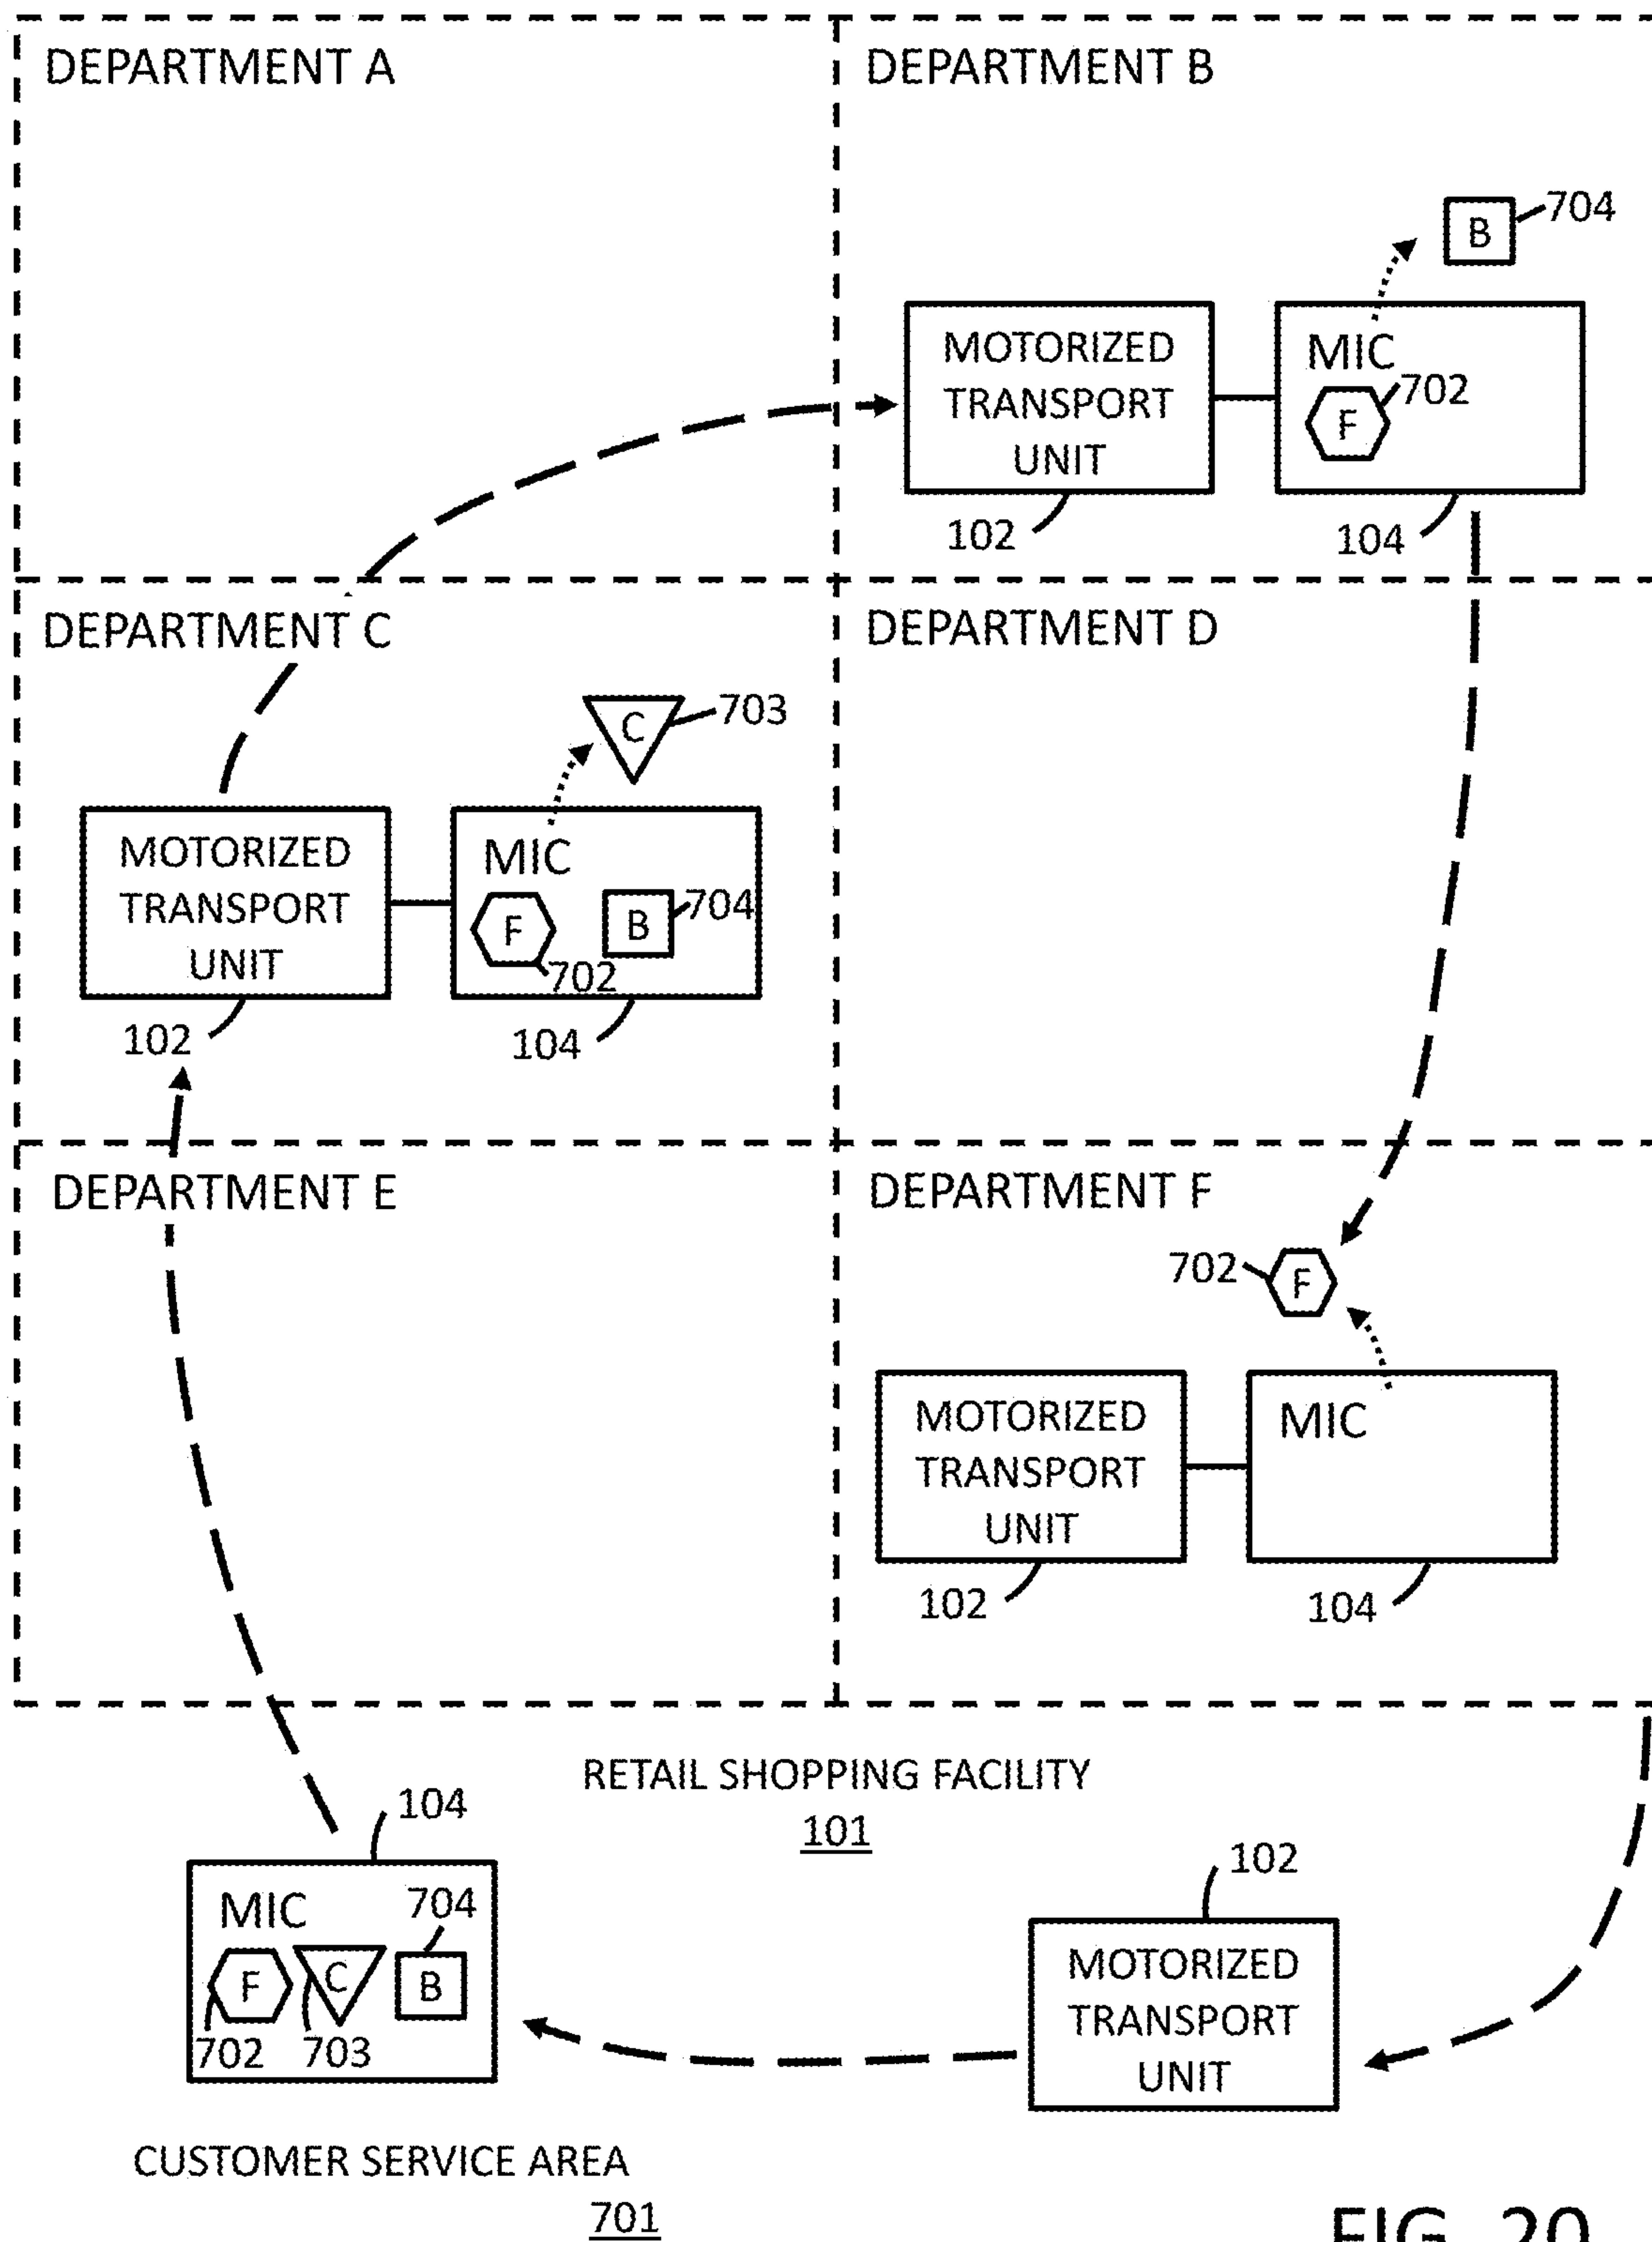 DEPARTMENT A
DEPARTMENT B
B
704
MOTORIZED
TRANSPORT
UNIT
MIC
702
F
102
104
DEPARTMENT C
DEPARTMENT D
C
703
MOTORIZED
TRANSPORT
UNIT
MIC
F
B
704
702
102
104
DEPARTMENT E
DEPARTMENT F
702
F
MOTORIZED
TRANSPORT
UNIT
MIC
102
104
RETAIL SHOPPING FACILITY
101
104
MIC
704
F
C
B
702
703
102
MOTORIZED
TRANSPORT
UNIT
CUSTOMER SERVICE AREA
701
FIG. 20